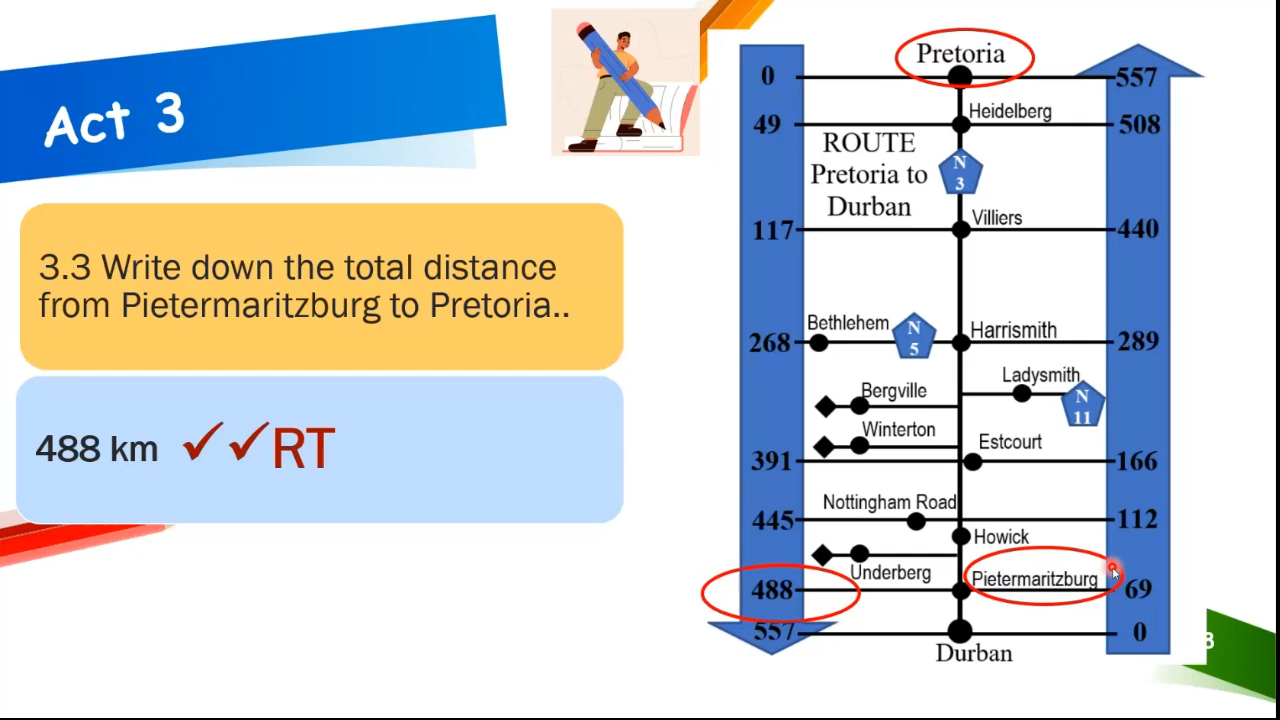 Act 3
3.3 Write down the total distance
from Pietermaritzburg to Pretoria..
488 km ✓✓RT
Pretoria
0
557
Heidelberg
49
508
ROUTE
Pretoria to
Durban
N
3
Villiers
117
440
Bethlehem
N
5
Harrismith
268
289
Ladysmith
N
11
Bergville
Winterton
Estcourt
391
166
Nottingham Road
445
112
Howick
Underberg
Pietermaritzburg
488
69
557
0
Durban
3